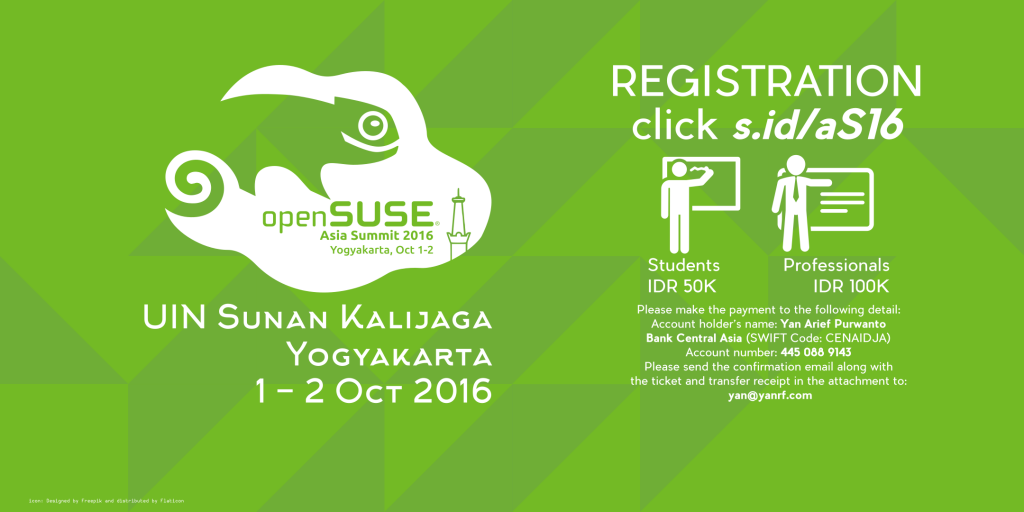 openSUSE®
Asia Summit 2016
Yogyakarta, Oct 1-2
UIN Sunan Kalijaga
Yogyakarta
1 – 2 Oct 2016
REGISTRATION
click s.id/aS16
Students
IDR 50K
Professionals
IDR 100K
Please make the payment to the following detail:
Account holder's name: Yan Arief Purwanto
Bank Central Asia (SWIFT Code: CENAIDJA)
Account number: 445 088 9143
Please send the confirmation email along with
the ticket and transfer receipt in the attachment to:
yan@yanrf.com
icon: Designed by Freepik and distributed by Flaticon